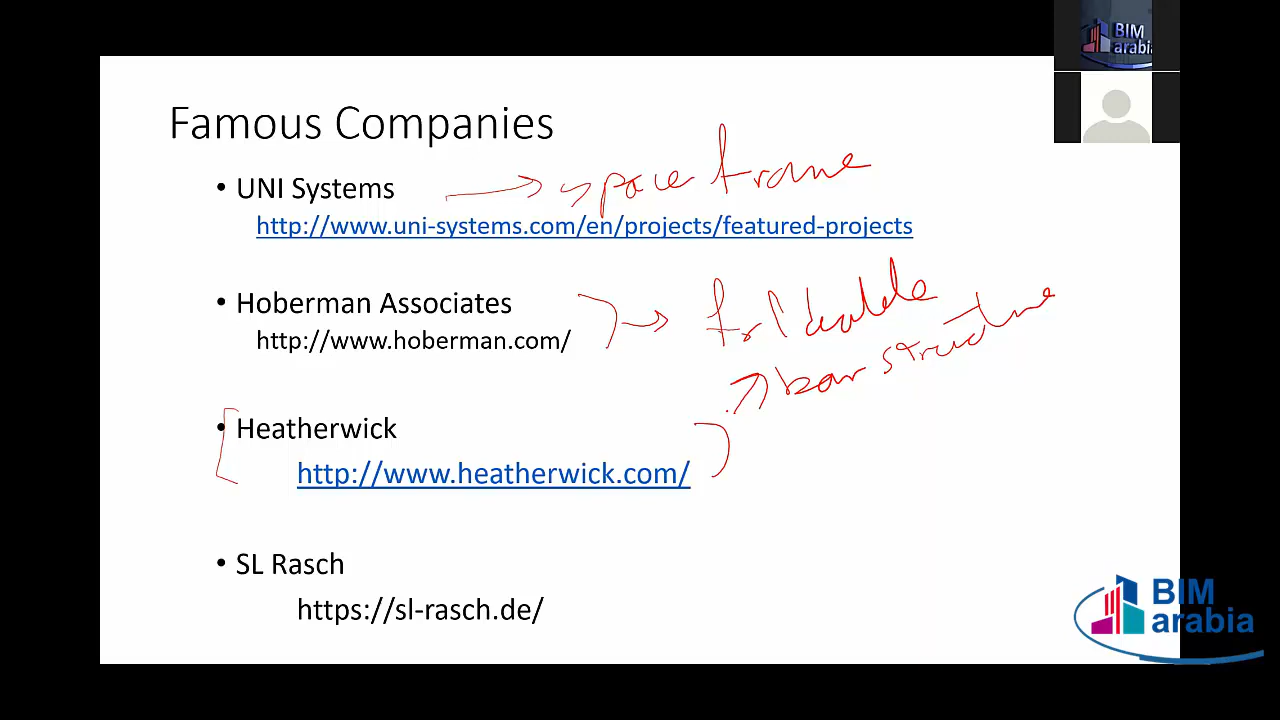 BIM
arabia
Famous Companies
• UNI Systems
space frame
http://www.uni-systems.com/en/projects/featured-projects
• Hoberman Associates
http://www.hoberman.com/
bar structure
• Heatherwick
http://www.heatherwick.com/
• SL Rasch
https://sl-rasch.de/
BIM
arabia